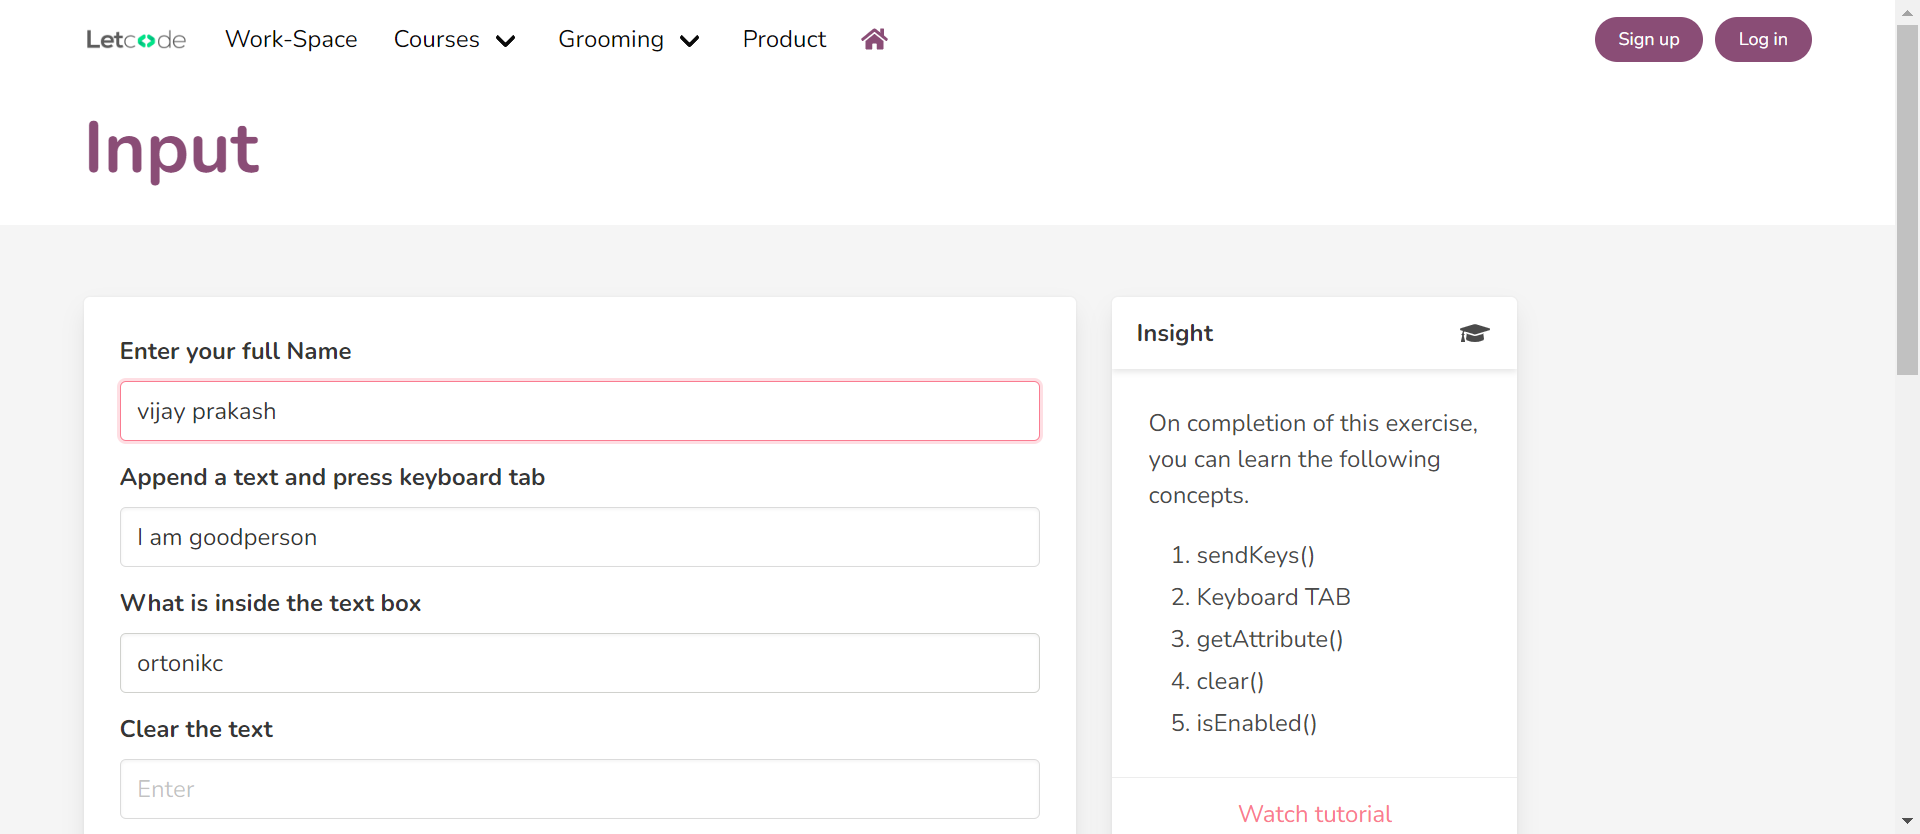 Letcode Work-Space Courses Grooming Product Sign up Log in
Input
Enter your full Name
vijay prakash
Append a text and press keyboard tab
I am goodperson
What is inside the text box
ortonikc
Clear the text
Enter
Insight
On completion of this exercise,
you can learn the following
concepts.
1. sendKeys()
2. Keyboard TAB
3. getAttribute()
4. clear()
5. isEnabled()
Watch tutorial